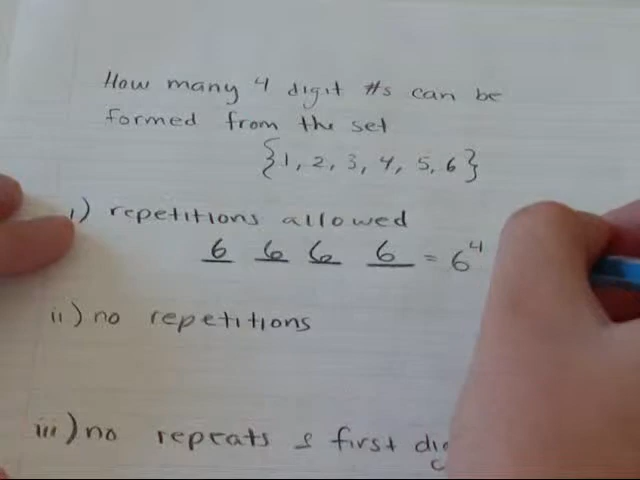 How many 4 digit #s can be
formed from the set
{1, 2, 3, 4, 5, 6}
i) repetitions allowed
6 6 6 6 = 6⁴
ii) no repetitions
iii) no repeats & first